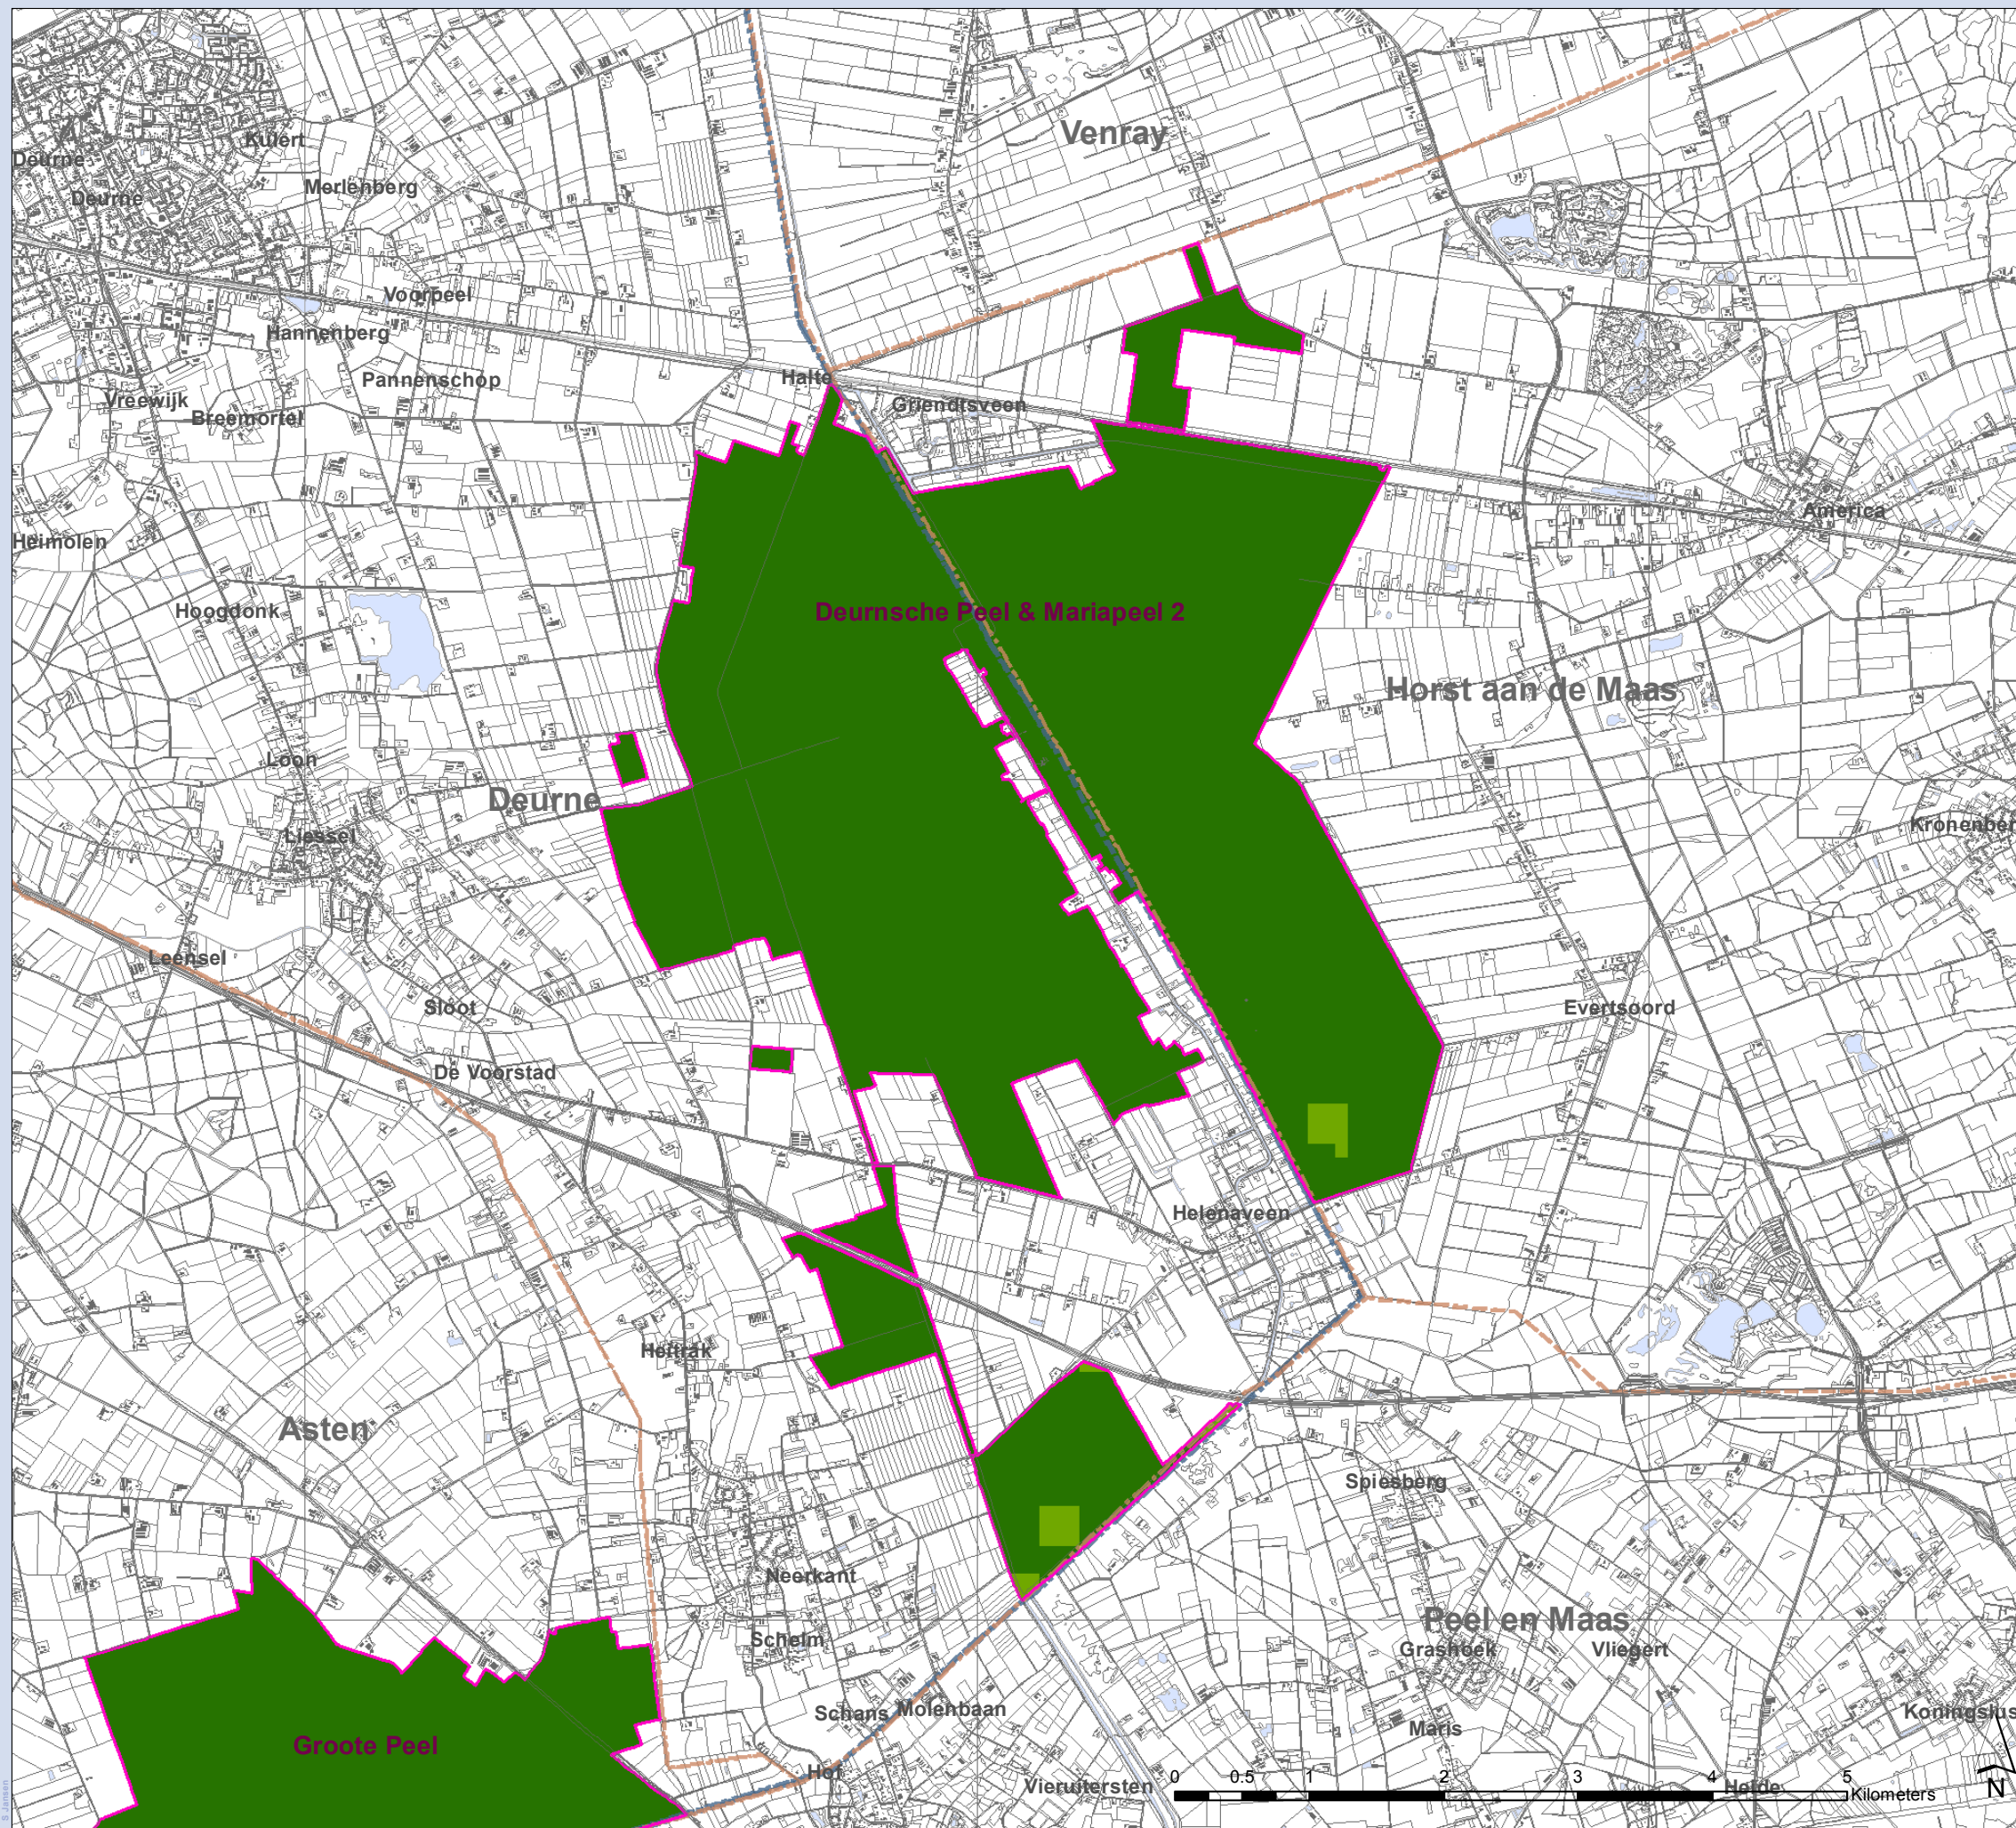 Venray
Kulert
Deurne
Merlenberg
Deurne
Voorpeel
Hannenberg
Halte
Pannenschop
Vreewijk
Griendtsveen
Breemortel
America
Heimolen
Hoogdonk
Deurnsche Peel & Mariapeel 2
Horst aan de Maas
Loon
Deurne
Kronenber
Liessel
Leensel
Sloot
Evertsoord
De Voorstad
Helenaveen
Heitrak
Asten
Spiesberg
Neerkant
Peel en Maas
Schelm
Grashoek
Vliegert
Schans
Molenbaan
Koningslus
Maris
Groote Peel
Hof
Vieruitersten
0 0.5 1 2 3 4 5
Heide
Kilometers
N
S Janssen